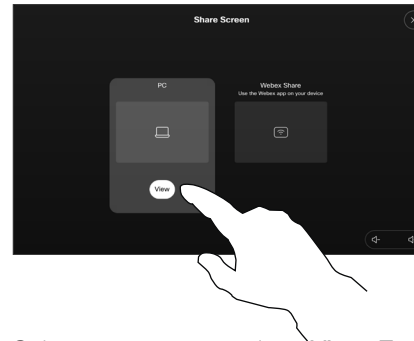 Share Screen
PC
Webex Share
Use the Webex app on your device
View